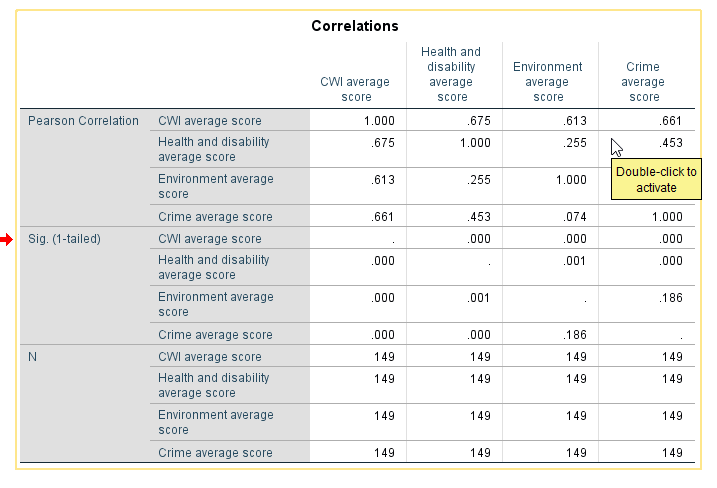 Correlations
CWI average score Health and disability average score Environment average score Crime average score
Pearson Correlation CWI average score 1.000 .675 .613 .661
Health and disability average score .675 1.000 .255 .453
Environment average score .613 .255 1.000
Double-click to activate
Crime average score .661 .453 .074 1.000
Sig. (1-tailed) CWI average score . .000 .000 .000
Health and disability average score .000 . .001 .000
Environment average score .000 .001 . .186
Crime average score .000 .000 .186 .
N CWI average score 149 149 149 149
Health and disability average score 149 149 149 149
Environment average score 149 149 149 149
Crime average score 149 149 149 149